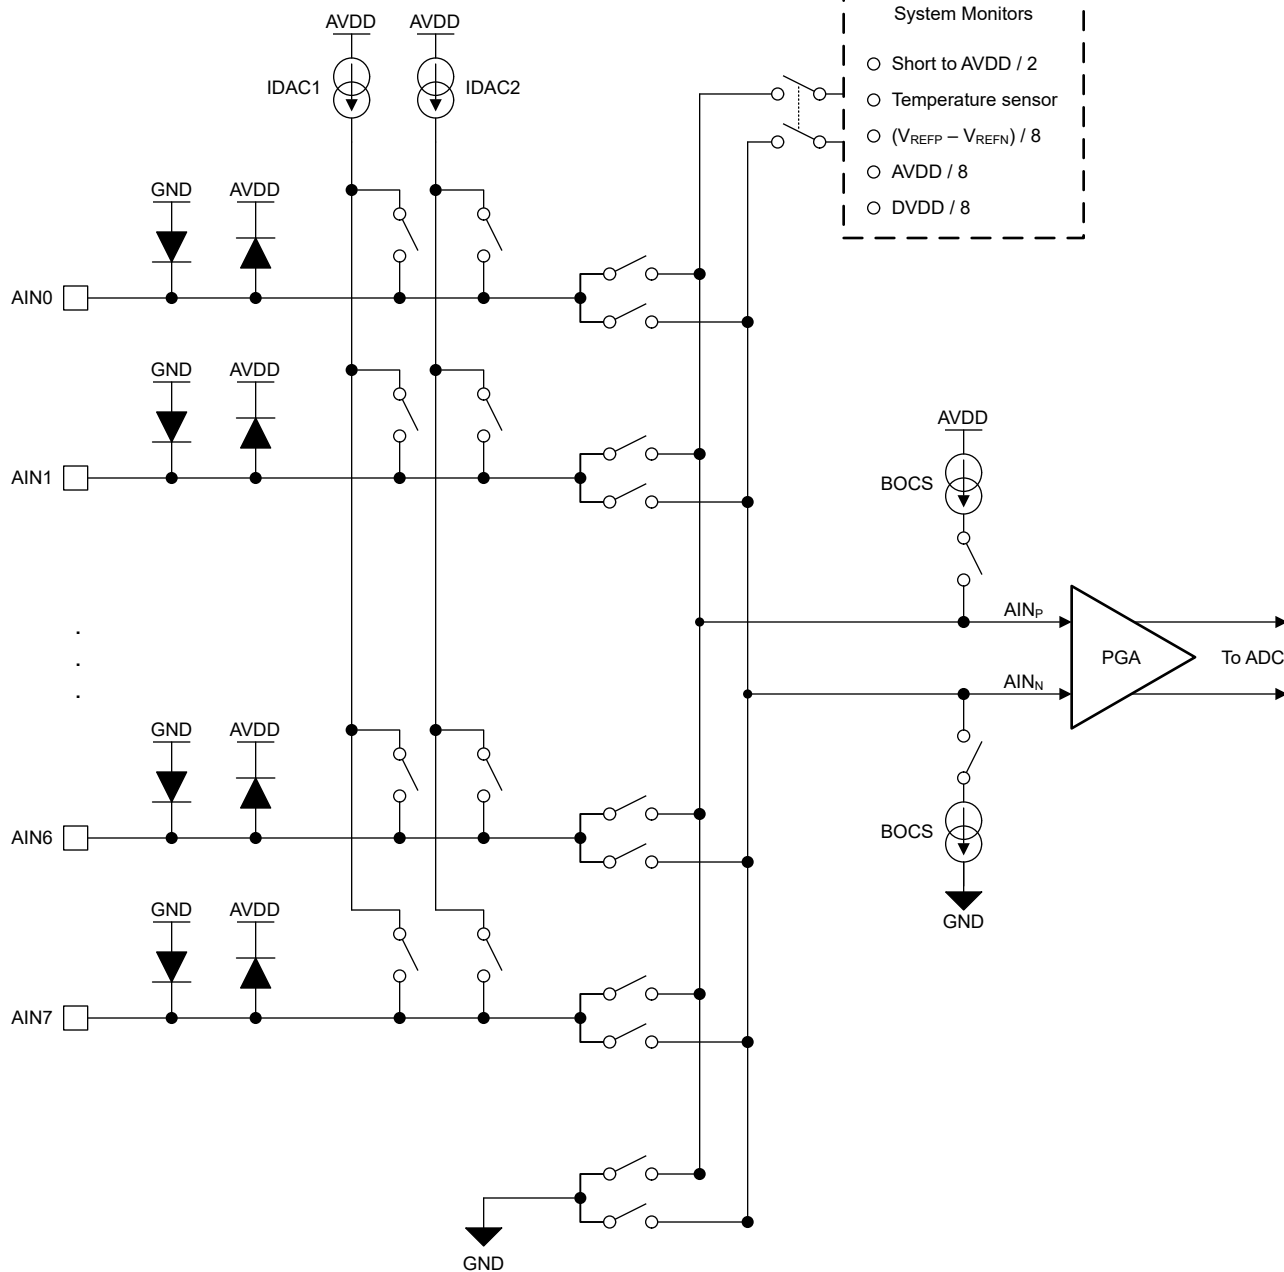 AVDD AVDD
IDAC1 IDAC2
System Monitors
Short to AVDD / 2
Temperature sensor
(VREFP – VREFN) / 8
AVDD / 8
DVDD / 8
GND AVDD
AIN0
GND AVDD
AIN1
AVDD
BOCS
AINP
PGA
To ADC
AINN
.
.
.
GND AVDD
AIN6
BOCS
GND
GND AVDD
AIN7
GND